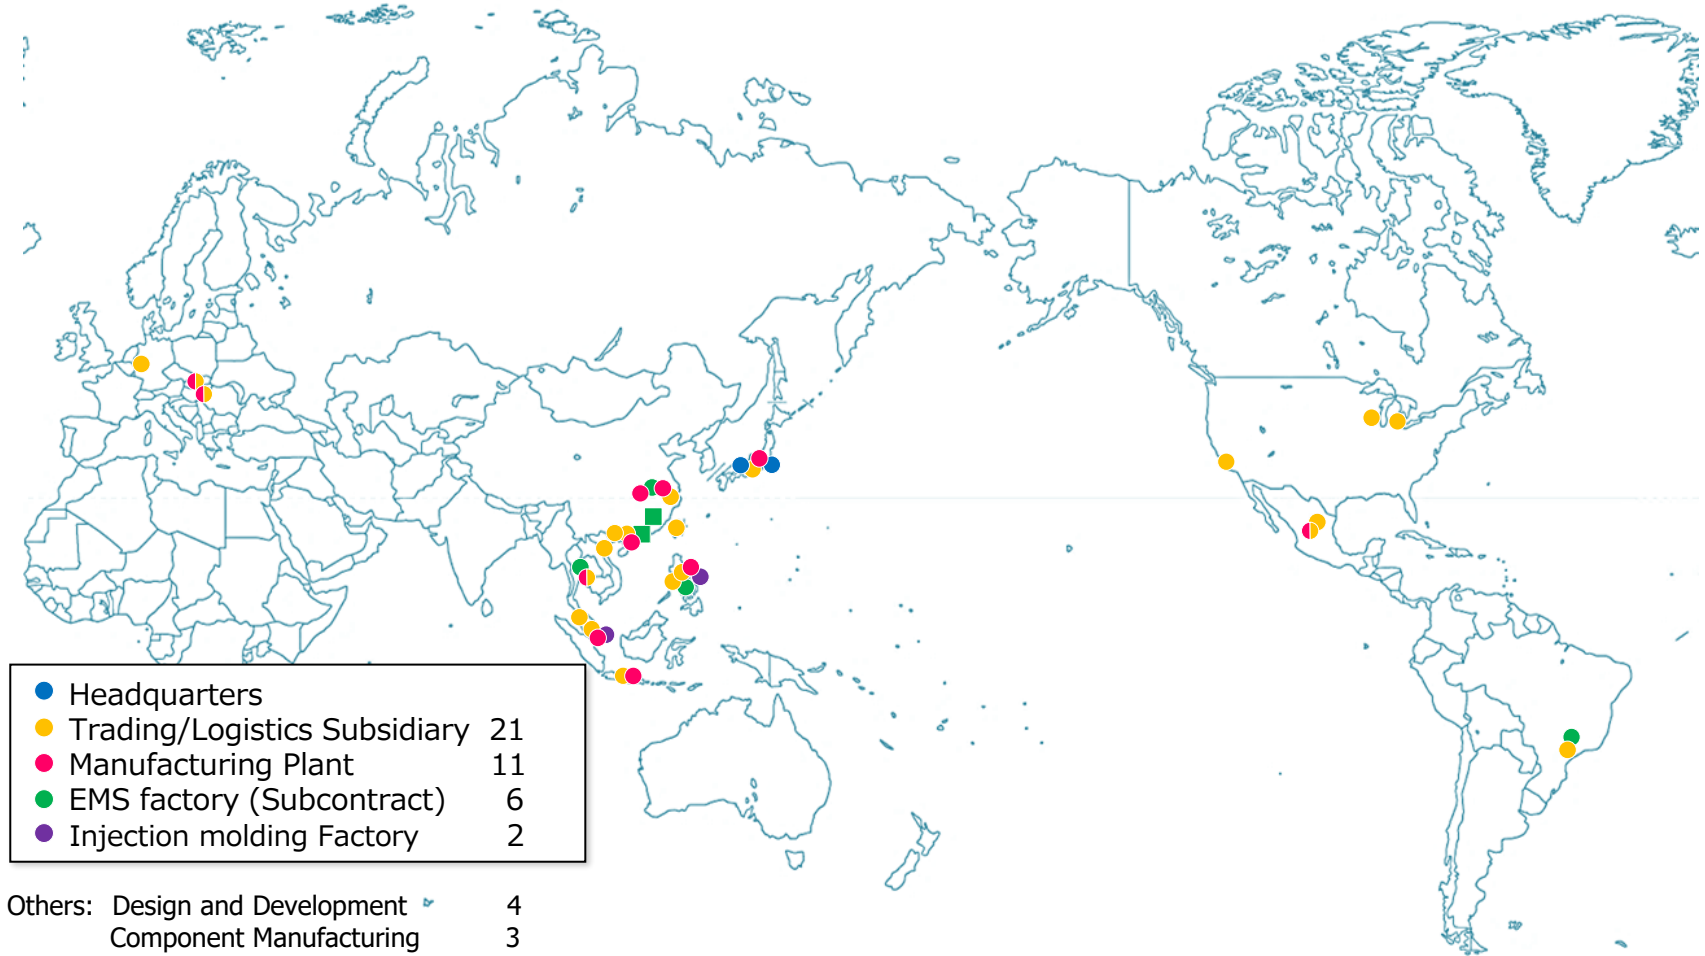 Headquarters
Trading/Logistics Subsidiary 21
Manufacturing Plant 11
EMS factory (Subcontract) 6
Injection molding Factory 2
Others: Design and Development 4
Component Manufacturing 3